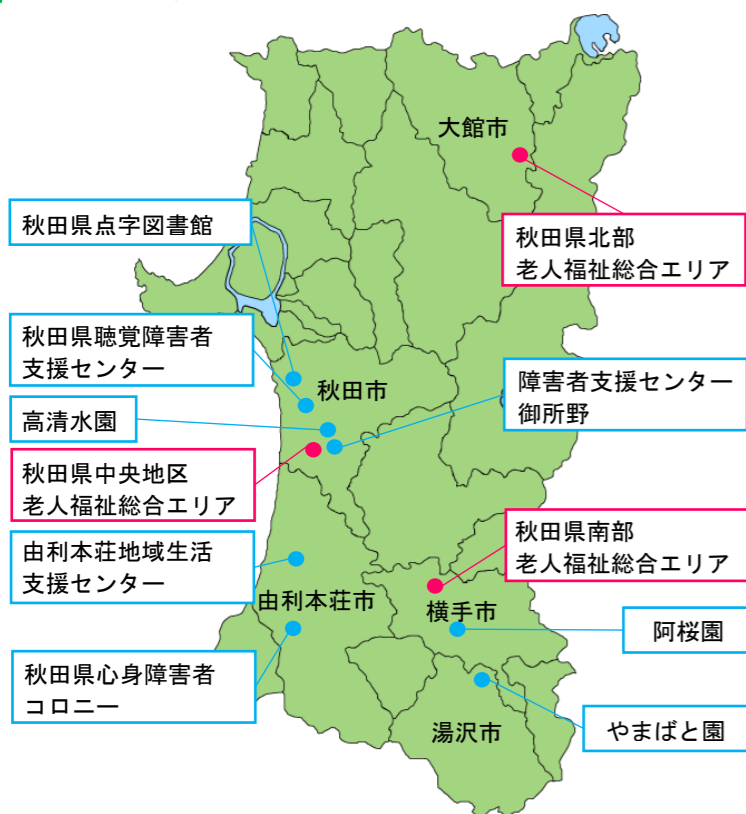 大館市
秋田県点字図書館
秋田県北部
老人福祉総合エリア
秋田県聴覚障害者
支援センター
秋田市
障害者支援センター
御所野
高清水園
秋田県中央地区
老人福祉総合エリア
秋田県南部
老人福祉総合エリア
由利本荘地域生活
支援センター
由利本荘市
横手市
阿桜園
秋田県心身障害者
コロニー
湯沢市
やまばと園